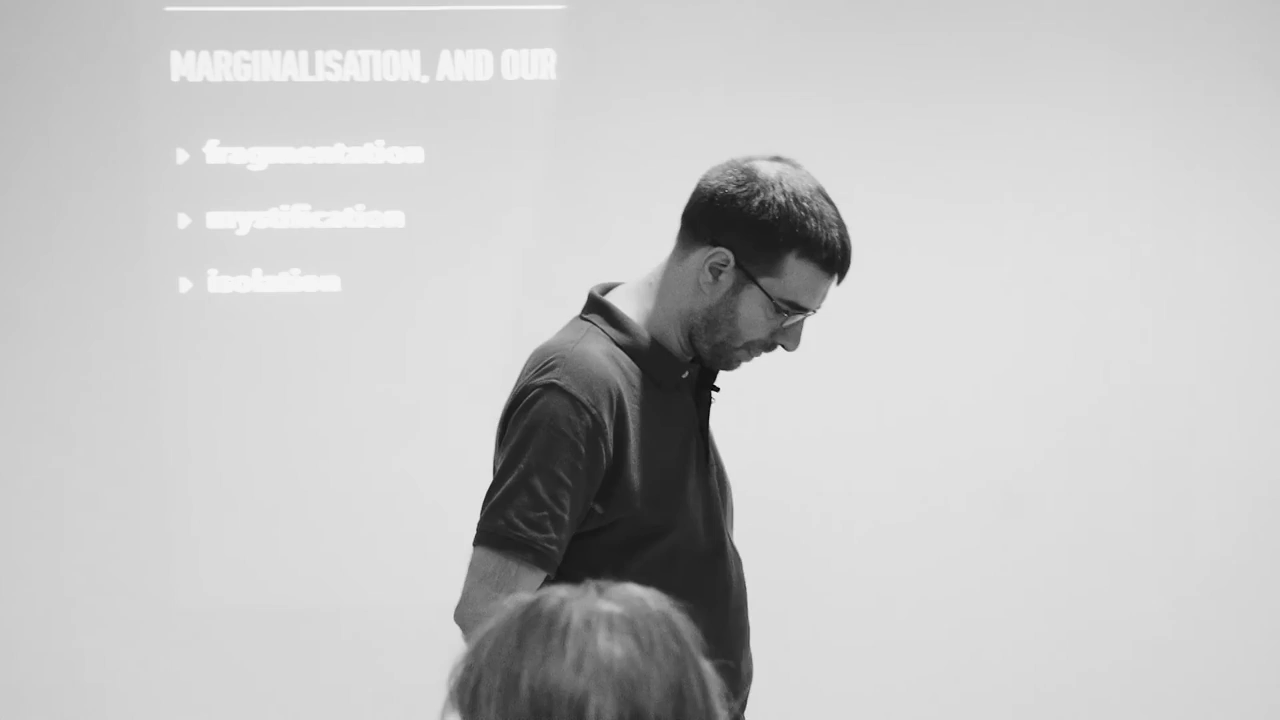 MARGINALISATION, AND OUR
fragmentation
mystification
isolation